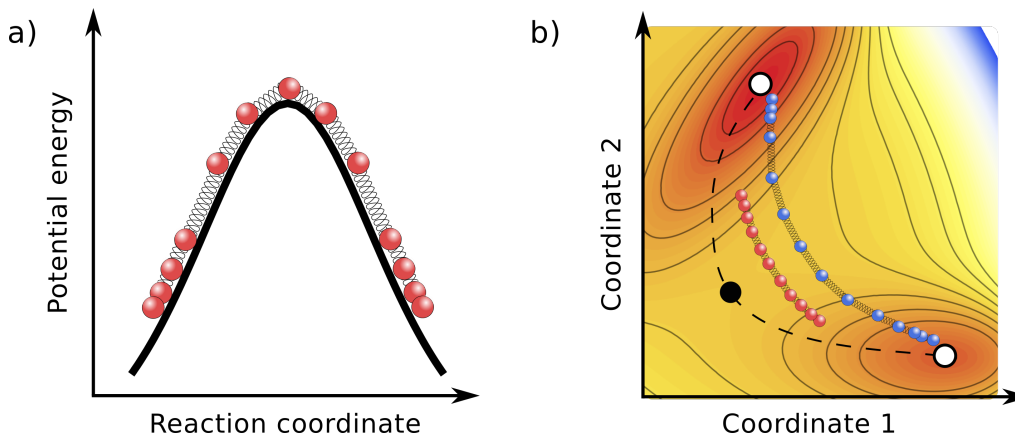 a)
Potential energy
Reaction coordinate
b)
Coordinate 2
Coordinate 1